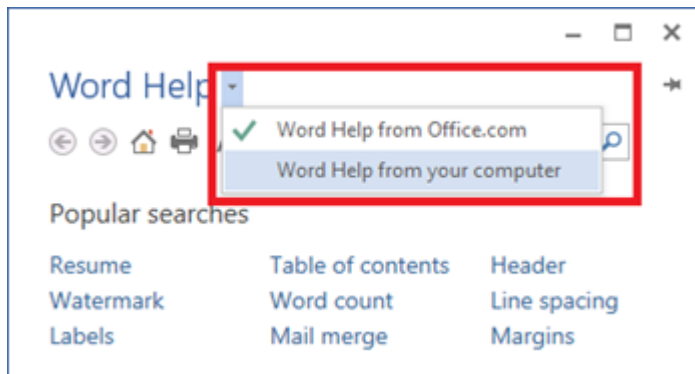 Word Help
Word Help from Office.com
Word Help from your computer
Popular searches
Resume Table of contents Header
Watermark Word count Line spacing
Labels Mail merge Margins